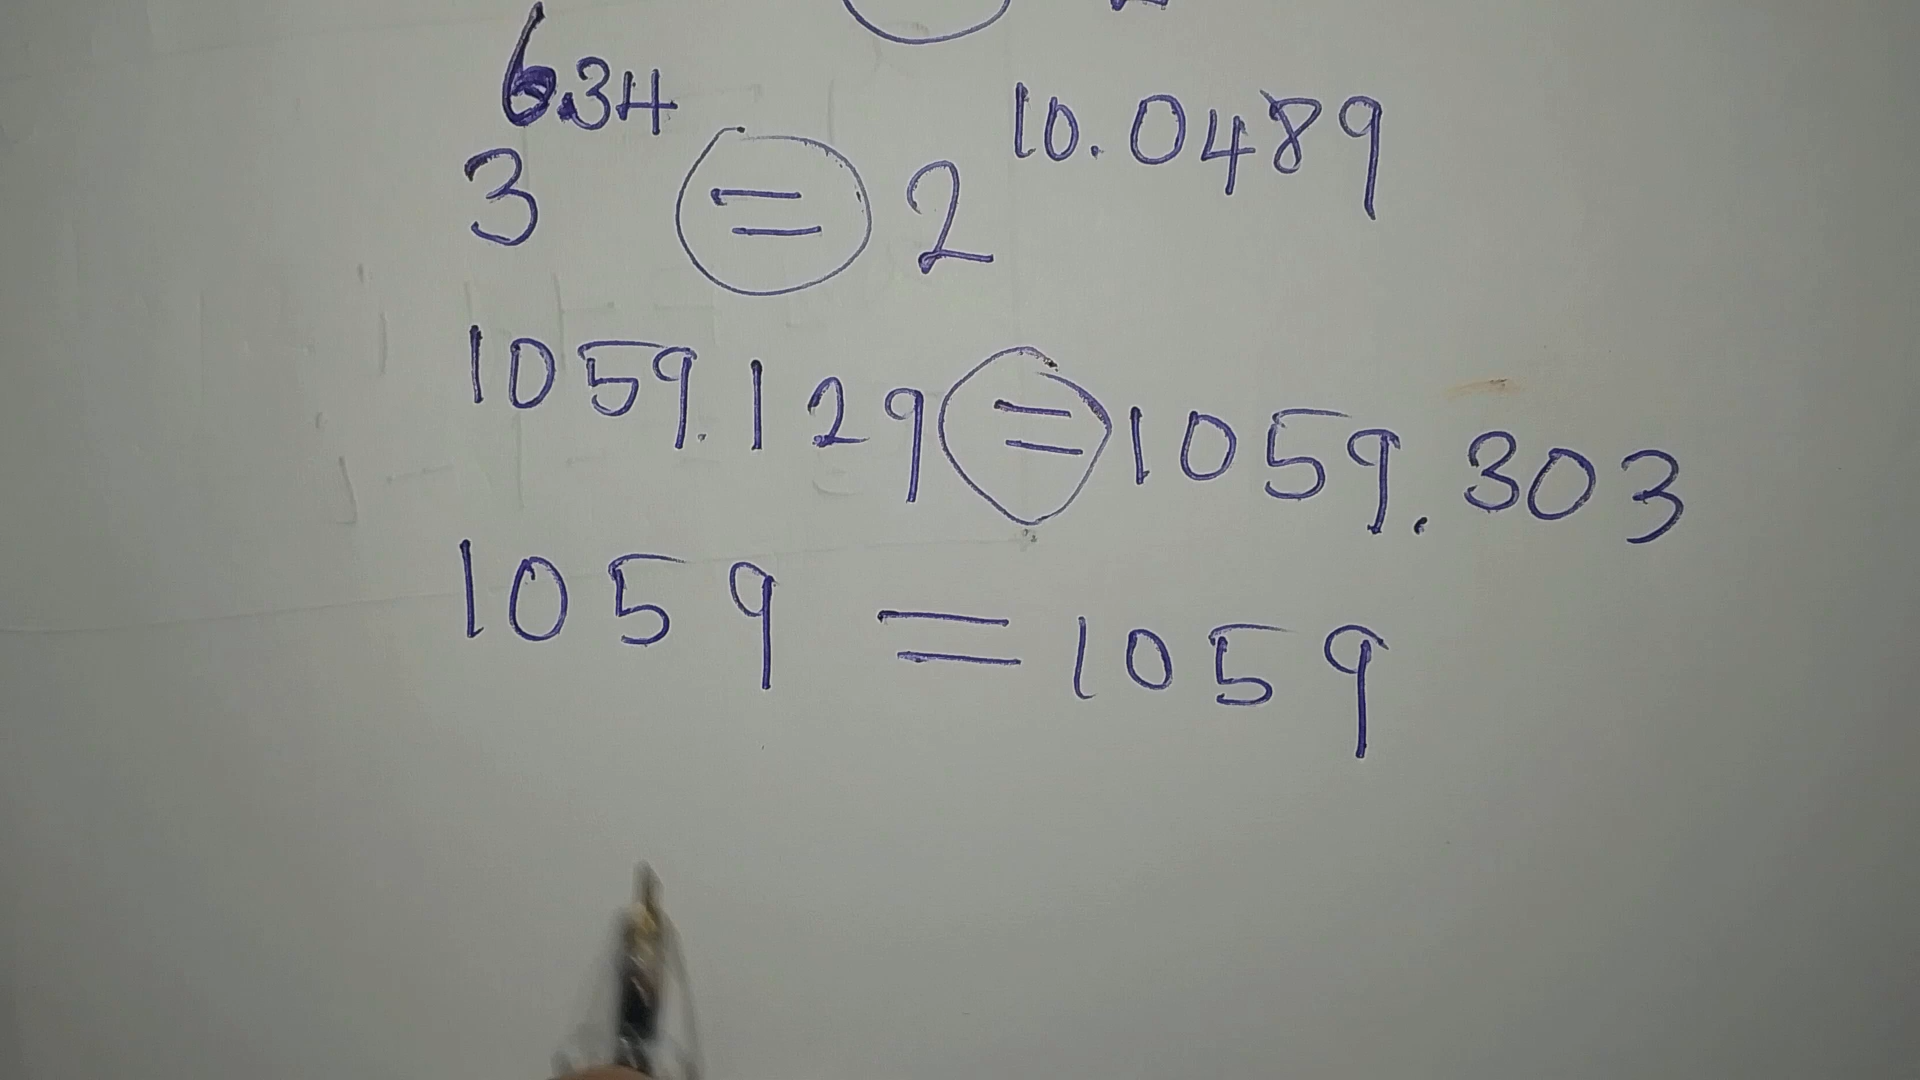 3^6.34 = 2^10.0489
1059.129 = 1059.303
1059 = 1059